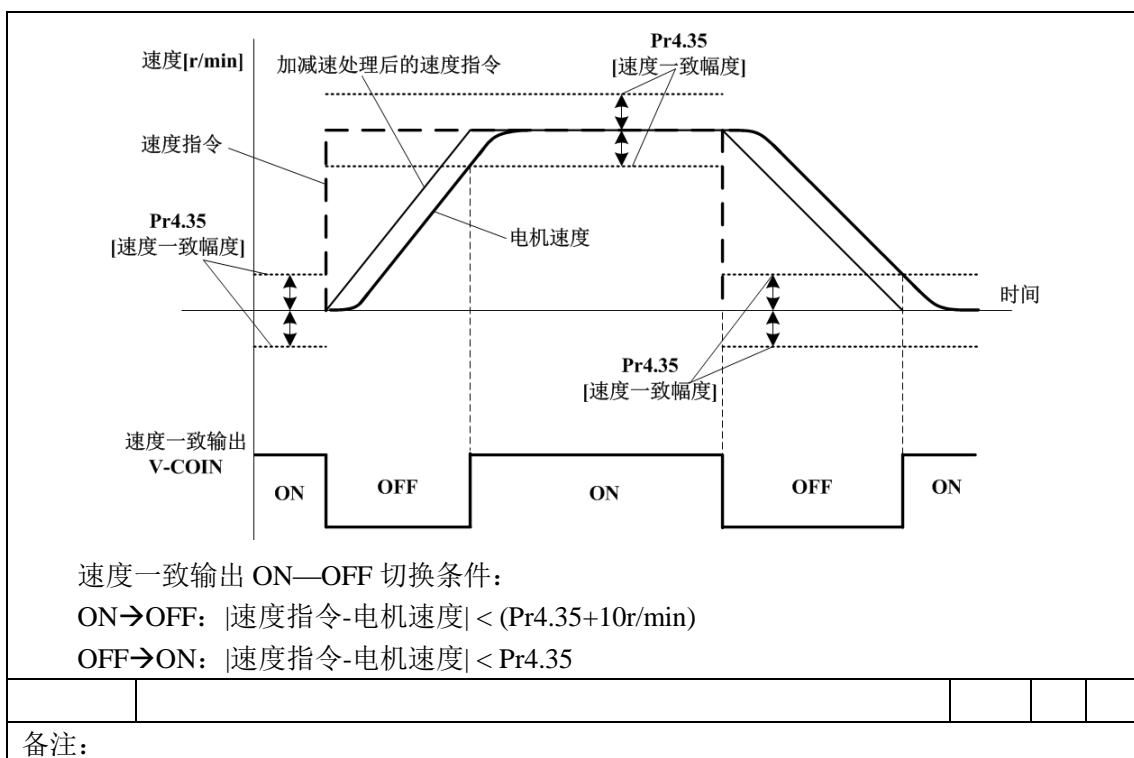 Pr4.35
[速度一致幅度]
速度[r/min]
加减速处理后的速度指令
速度指令
Pr4.35
[速度一致幅度]
电机速度
时间
Pr4.35
[速度一致幅度]
速度一致输出
V-COIN
ON
OFF
ON
OFF
ON
速度一致输出 ON—OFF 切换条件：
ON→OFF：|速度指令-电机速度| < (Pr4.35+10r/min)
OFF→ON：|速度指令-电机速度| < Pr4.35
备注：